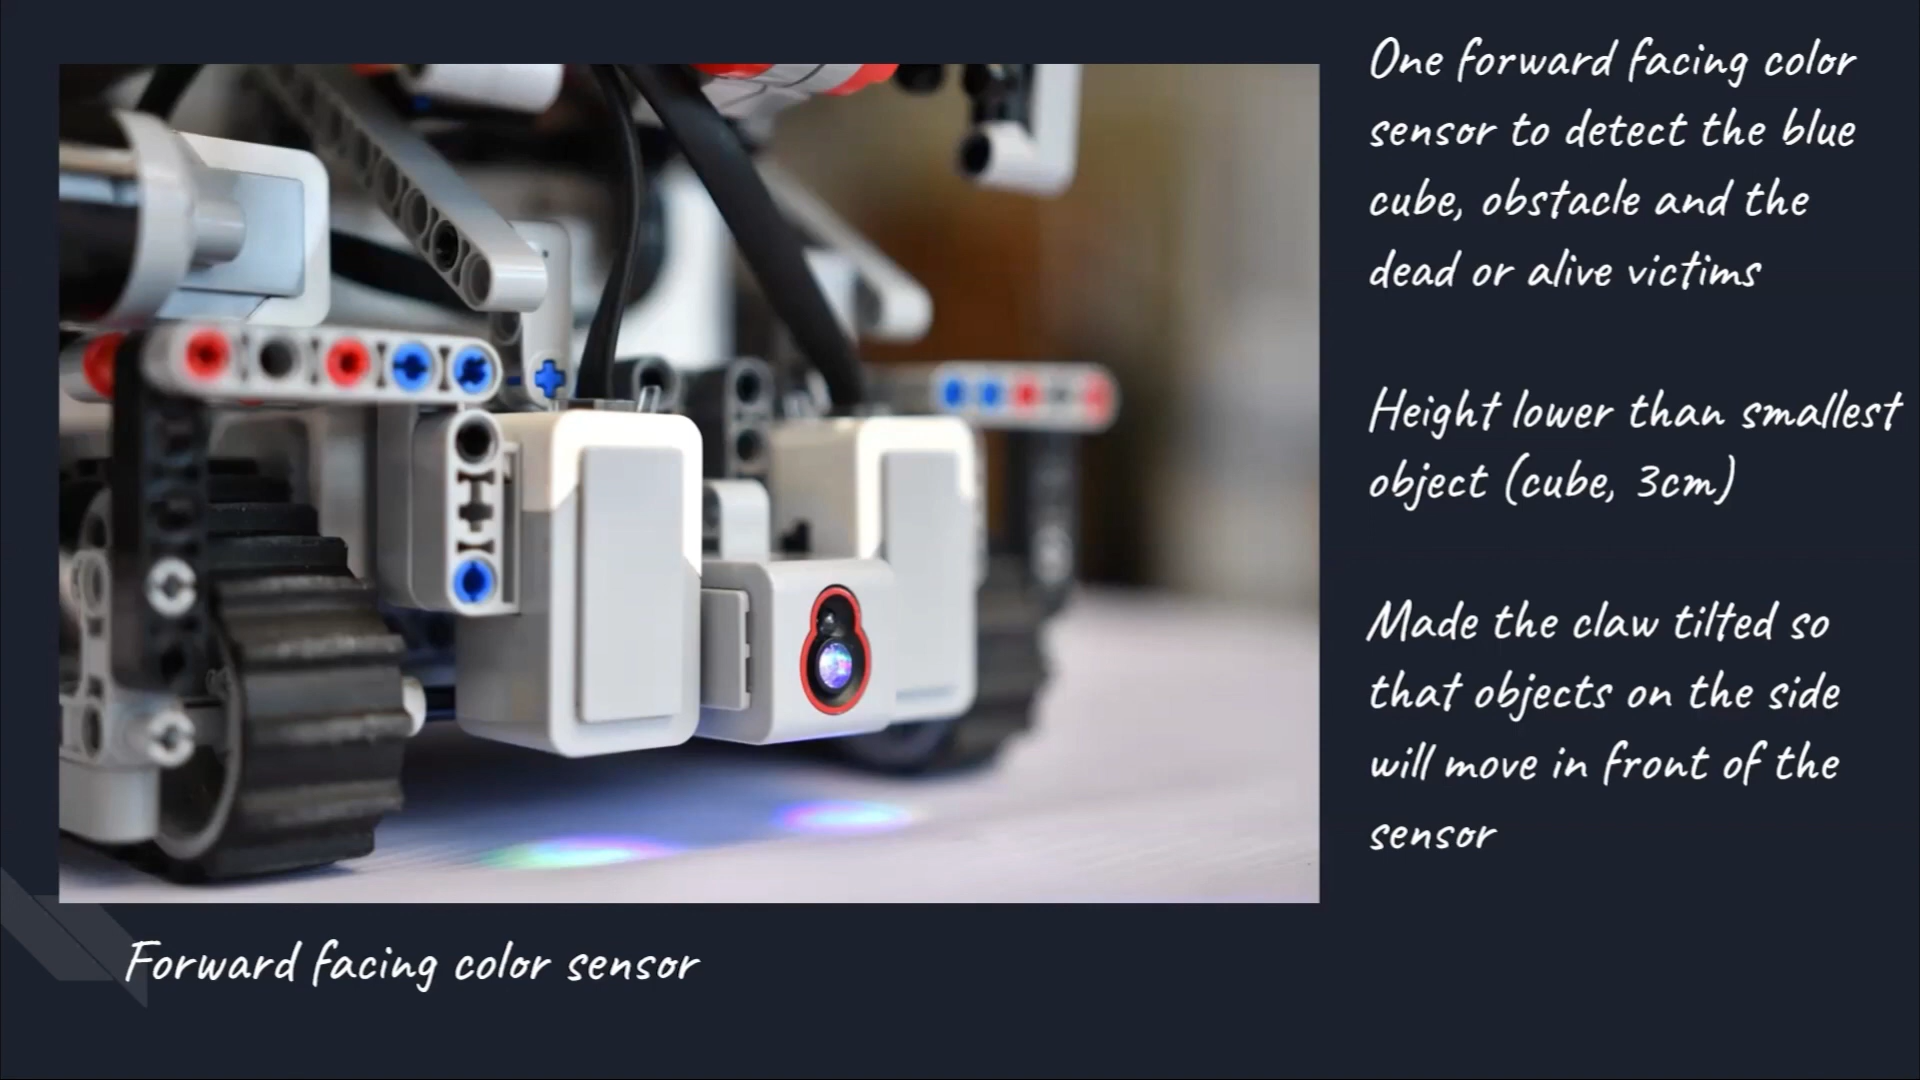 One forward facing color
sensor to detect the blue
cube, obstacle and the
dead or alive victims
Height lower than smallest
object (cube, 3cm)
Made the claw tilted so
that objects on the side
will move in front of the
sensor
Forward facing color sensor